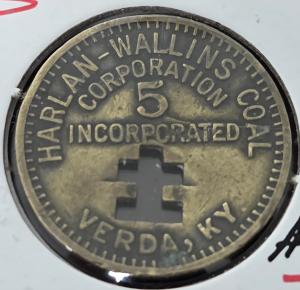 HARLAN-WALLINS COAL
CORPORATION
5
INCORPORATED
VERDA, KY.